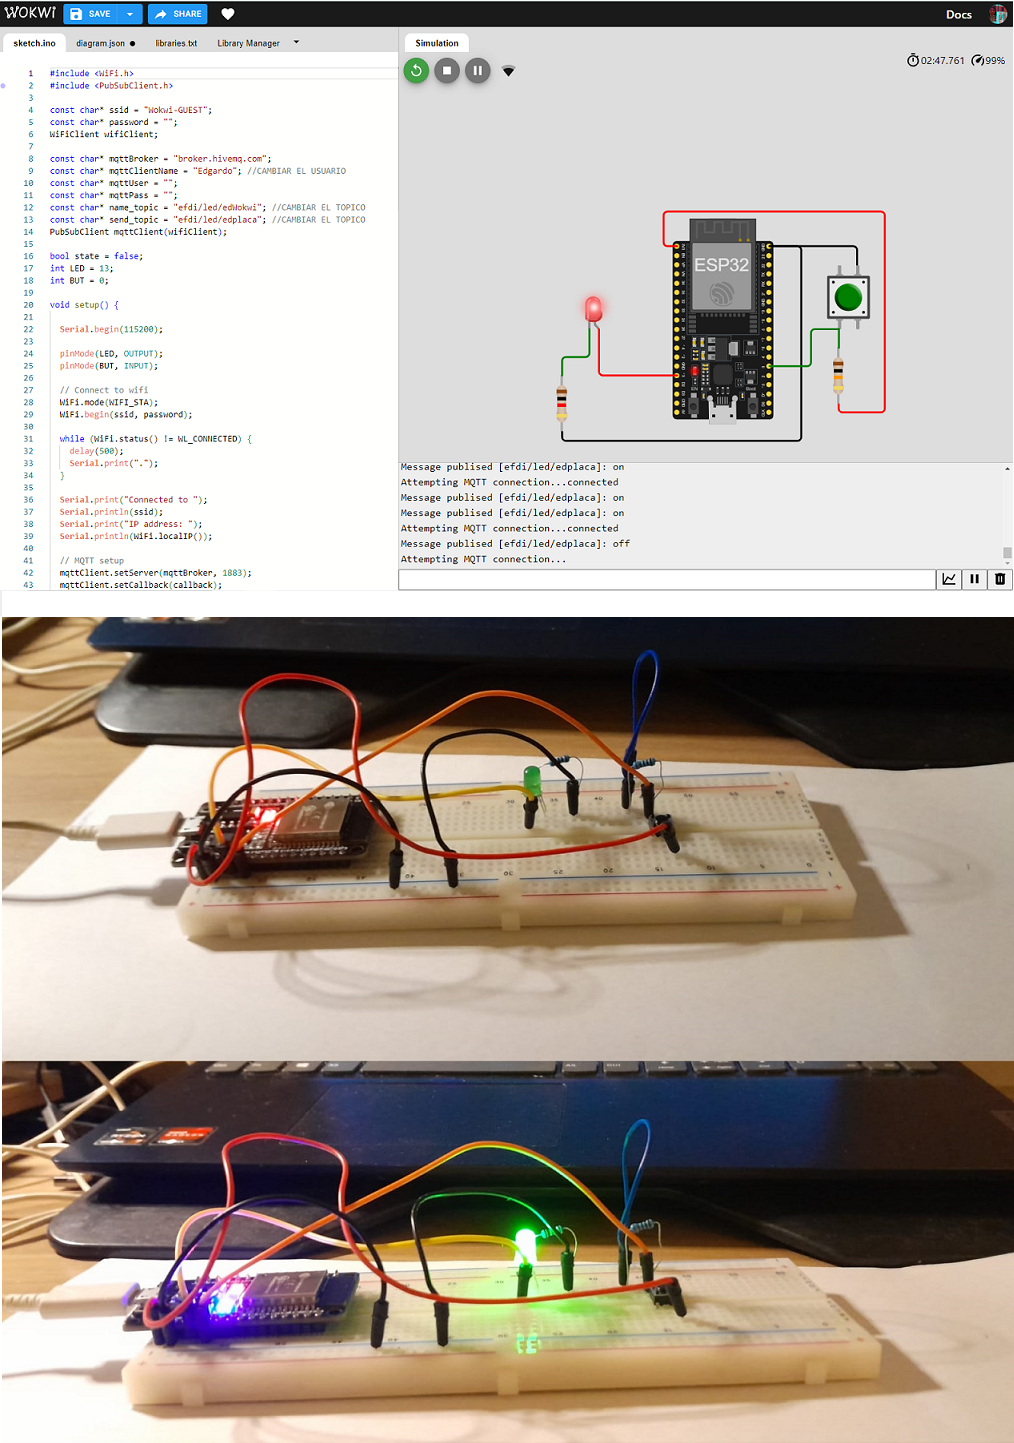 WOKWI
SAVE
SHARE
Docs
sketch.ino
diagram.json
libraries.txt
Library Manager
Simulation
02:47.761
99%
1 #include <WiFi.h>
2 #include <PubSubClient.h>
3
4 const char* ssid = "Wokwi-GUEST";
5 const char* password = "";
6 WiFiClient wifiClient;
7
8 const char* mqttBroker = "broker.hivemq.com";
9 const char* mqttClientName = "Edgardo"; //CAMBIAR EL USUARIO
10 const char* mqttUser = "";
11 const char* mqttPass = "";
12 const char* name_topic = "efdi/led/edWokwi"; //CAMBIAR EL TOPICO
13 const char* send_topic = "efdi/led/edplaca"; //CAMBIAR EL TOPICO
14 PubSubClient mqttClient(wifiClient);
15
16 bool state = false;
17 int LED = 13;
18 int BUT = 0;
19
20 void setup() {
21
22 Serial.begin(115200);
23
24 pinMode(LED, OUTPUT);
25 pinMode(BUT, INPUT);
26
27 // Connect to wifi
28 WiFi.mode(WIFI_STA);
29 WiFi.begin(ssid, password);
30
31 while (WiFi.status() != WL_CONNECTED) {
32 delay(500);
33 Serial.print(".");
34 }
35
36 Serial.print("Connected to ");
37 Serial.println(ssid);
38 Serial.print("IP address: ");
39 Serial.println(WiFi.localIP());
40
41 // MQTT setup
42 mqttClient.setServer(mqttBroker, 1883);
43 mqttClient.setCallback(callback);
ESP32
Message publised [efdi/led/edplaca]: on
Attempting MQTT connection...connected
Message publised [efdi/led/edplaca]: on
Message publised [efdi/led/edplaca]: on
Attempting MQTT connection...connected
Message publised [efdi/led/edplaca]: off
Attempting MQTT connection...